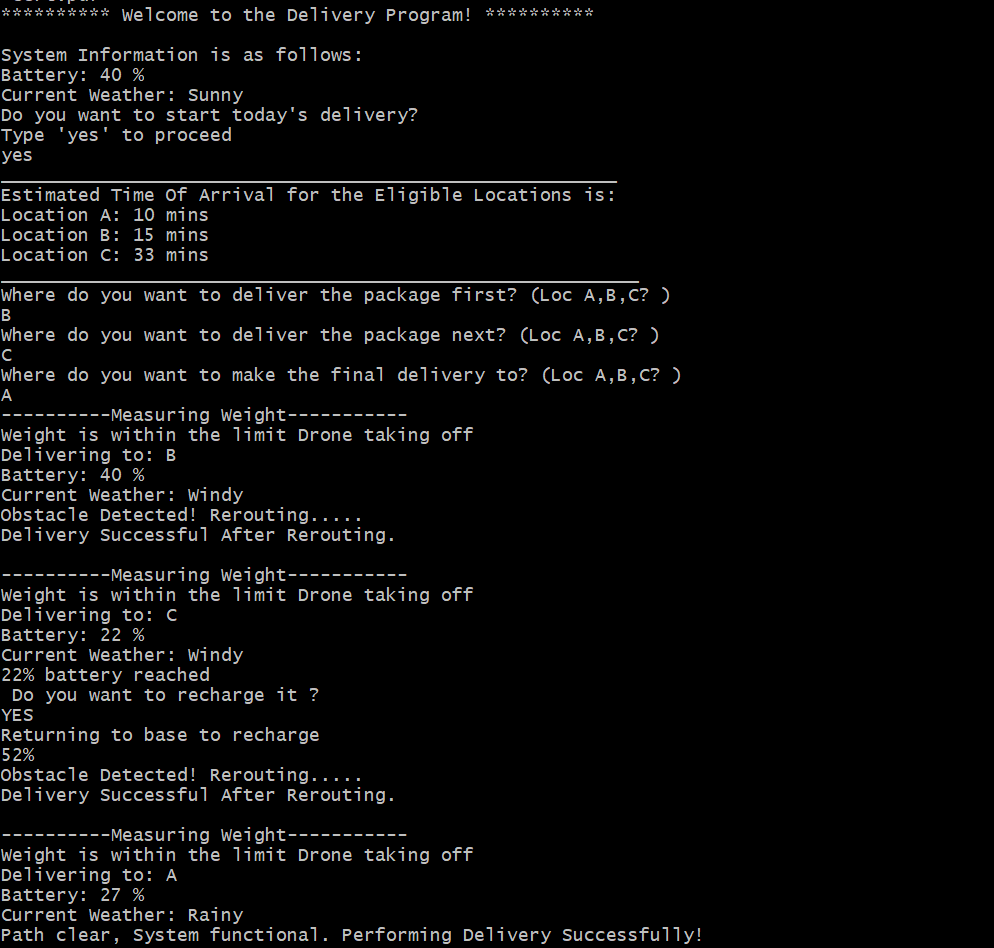 ********** Welcome to the Delivery Program! **********
System Information is as follows:
Battery: 40 %
Current Weather: Sunny
Do you want to start today's delivery?
Type 'yes' to proceed
yes
________________________________________________________
Estimated Time Of Arrival for the Eligible Locations is:
Location A: 10 mins
Location B: 15 mins
Location C: 33 mins
__________________________________________________________
Where do you want to deliver the package first? (Loc A,B,C? )
B
Where do you want to deliver the package next? (Loc A,B,C? )
C
Where do you want to make the final delivery to? (Loc A,B,C? )
A
----------Measuring Weight-----------
Weight is within the limit Drone taking off
Delivering to: B
Battery: 40 %
Current Weather: Windy
Obstacle Detected! Rerouting.....
Delivery Successful After Rerouting.
----------Measuring Weight-----------
Weight is within the limit Drone taking off
Delivering to: C
Battery: 22 %
Current Weather: Windy
22% battery reached
 Do you want to recharge it ?
YES
Returning to base to recharge
52%
Obstacle Detected! Rerouting.....
Delivery Successful After Rerouting.
----------Measuring Weight-----------
Weight is within the limit Drone taking off
Delivering to: A
Battery: 27 %
Current Weather: Rainy
Path clear, System functional. Performing Delivery Successfully!